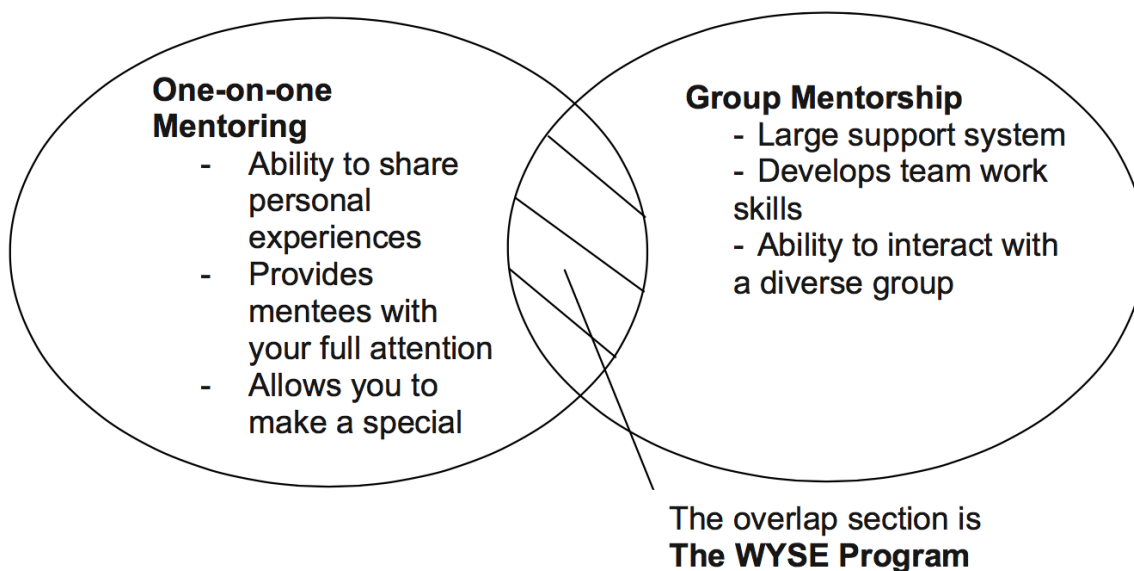 One-on-one
Mentoring
- Ability to share
personal
experiences
- Provides
mentees with
your full attention
- Allows you to
make a special
Group Mentorship
- Large support system
- Develops team work
skills
- Ability to interact with
a diverse group
The overlap section is
The WYSE Program